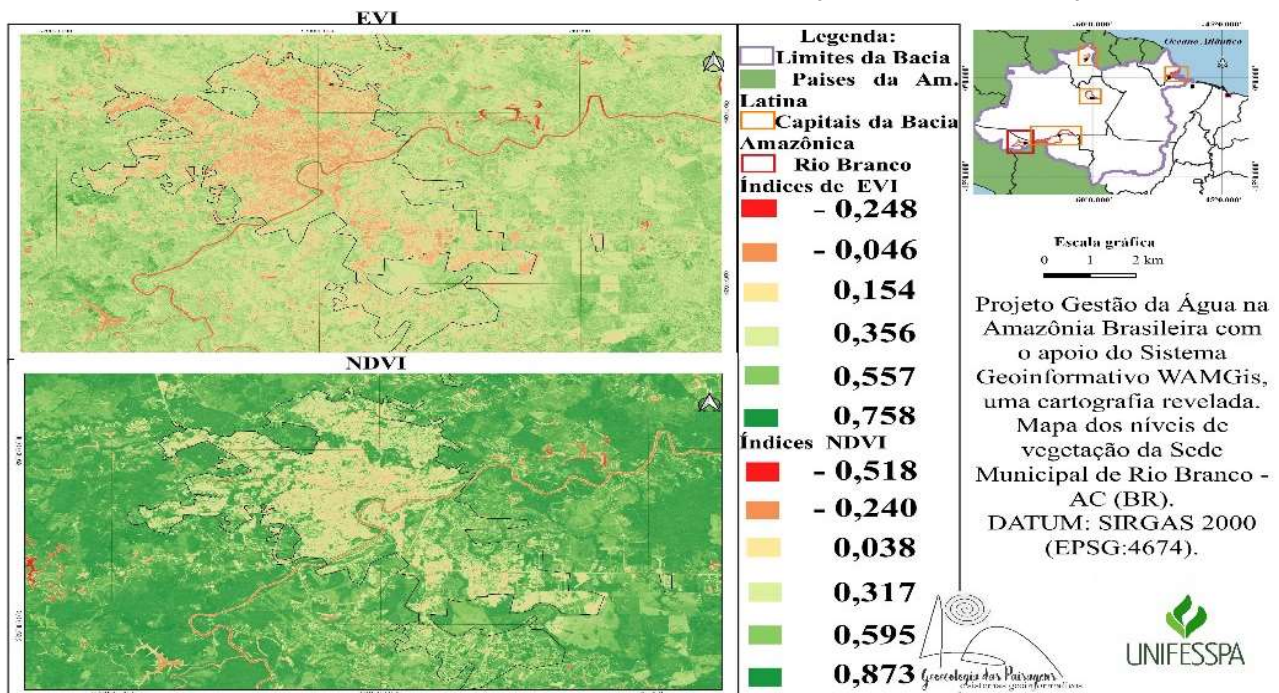 EVI
NDVI
Legenda:
Limites da Bacia
Paises da Am.
Latina
Capitais da Bacia
Amazônica
Rio Branco
Índices de EVI
- 0,248
- 0,046
0,154
0,356
0,557
0,758
Índices NDVI
- 0,518
- 0,240
0,038
0,317
0,595
0,873
Oceano Atlântico
Escala gráfica
0 1 2 km
Projeto Gestão da Água na
Amazônia Brasileira com
o apoio do Sistema
Geoinformativo WAMGis,
uma cartografia revelada.
Mapa dos níveis de
vegetação da Sede
Municipal de Rio Branco -
AC (BR).
DATUM: SIRGAS 2000
(EPSG:4674).
Geoecologia das Paisagens
e sistemas geoinformativos
UNIFESSPA